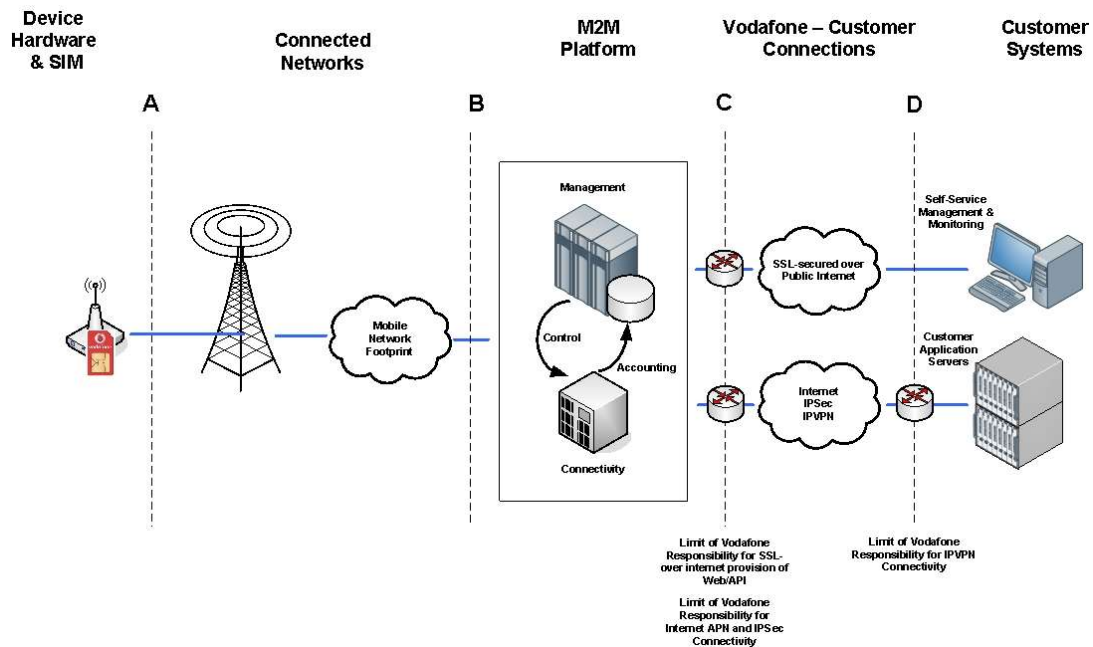 Device
Hardware
& SIM
Connected
Networks
M2M
Platform
Vodafone – Customer
Connections
Customer
Systems
A
B
C
D
Management
Control
Accounting
Connectivity
Mobile
Network
Footprint
SSL-secured over
Public Internet
Internet
IPSec
IPVPN
Self-Service
Management &
Monitoring
Customer
Application
Servers
Limit of Vodafone
Responsibility for SSL-
over internet provision of
Web/API
Limit of Vodafone
Responsibility for
Internet APN and IPSec
Connectivity
Limit of Vodafone
Responsibility for IPVPN
Connectivity